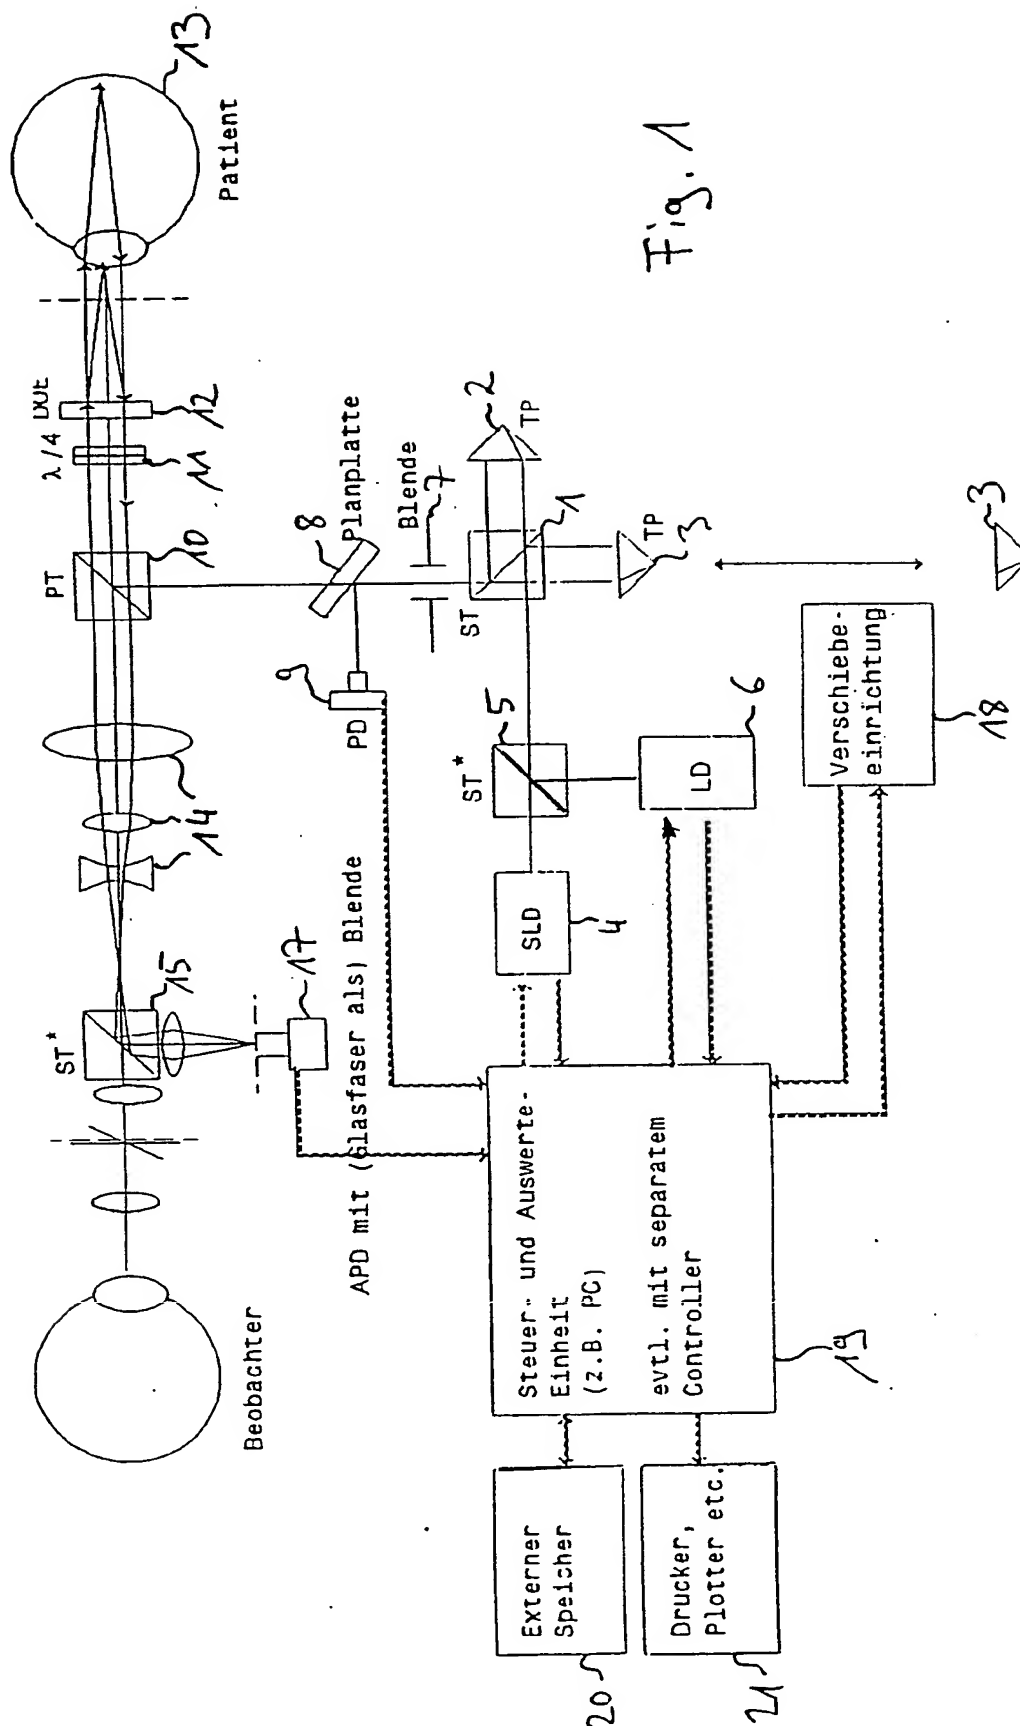 13
Patient
DOE
12
λ/4
11
PT
10
8
Planplatte
Blende
7
2
TP
1
ST
3
TP
3
9
PD
5
ST*
6
LD
Verschiebe-
einrichtung
18
SLD
4
14
14
15
ST*
17
APD mit (Glasfaser als) Blende
Beobachter
Steuer- und Auswerte-
Einheit
(z.B. PC)
evtl. mit separatem
Controller
19
Externer
Speicher
20
Drucker,
Plotter etc.
21
Fig. 1